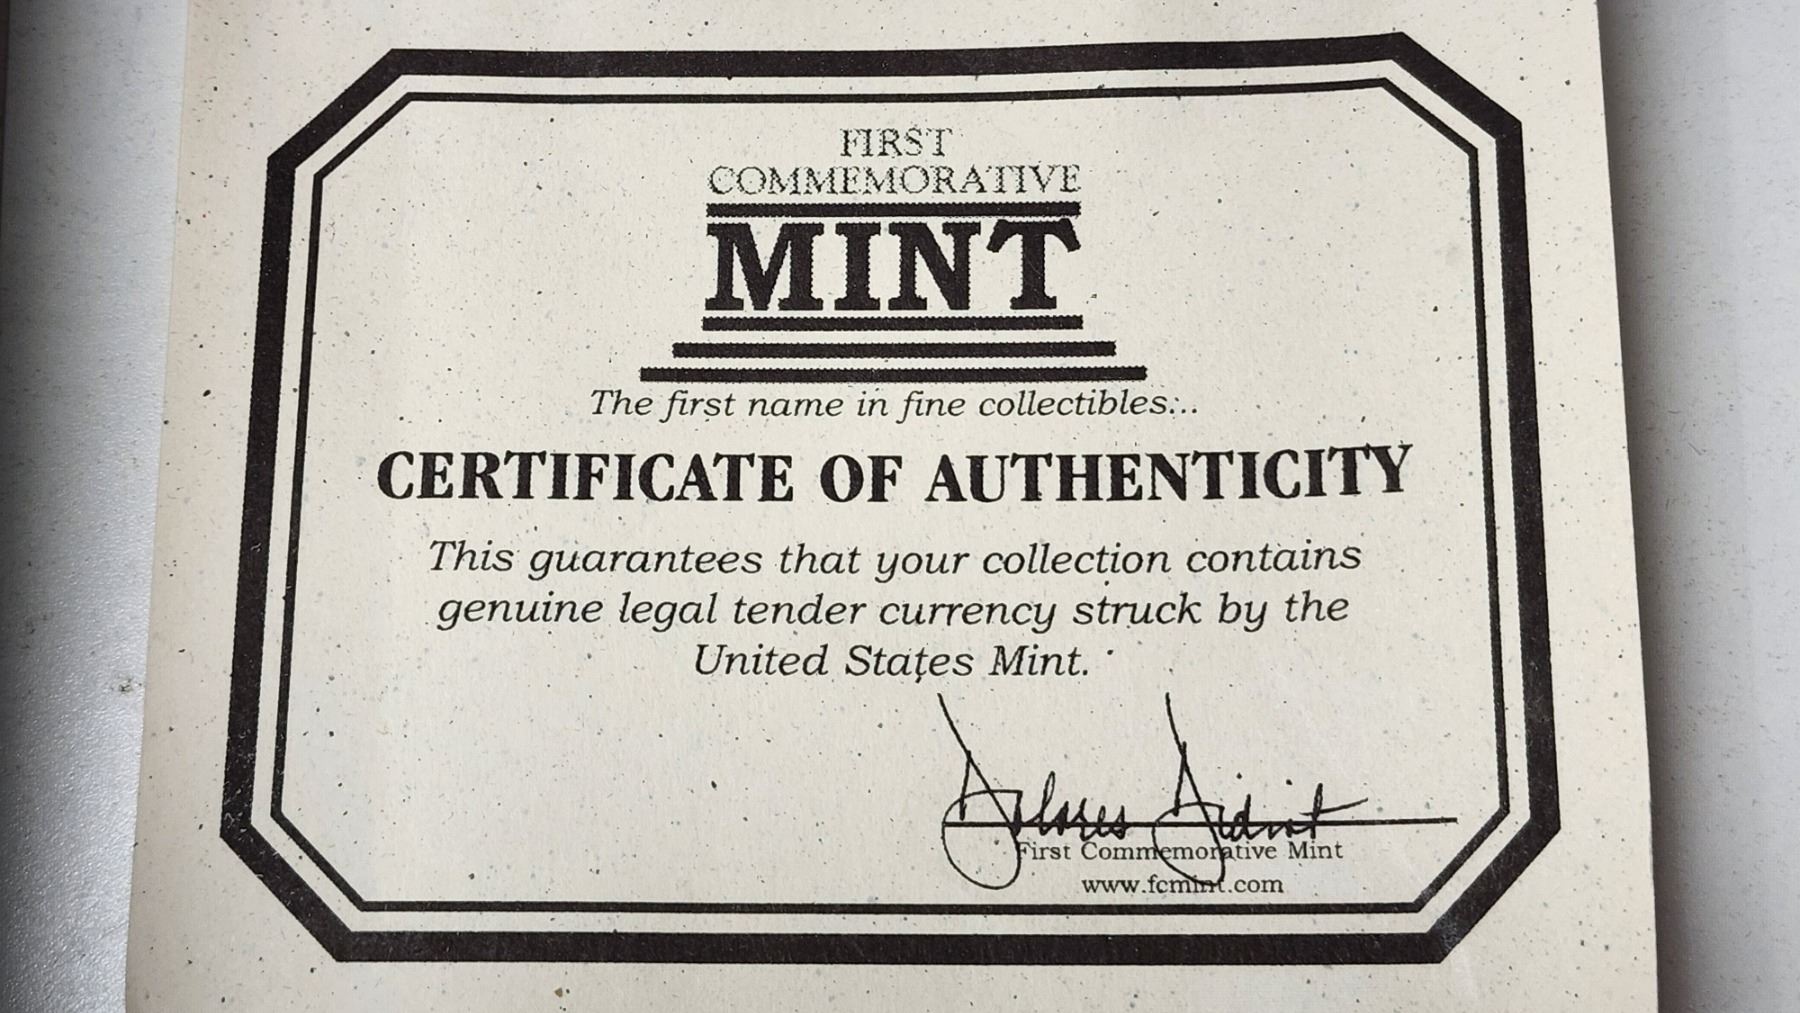 FIRST
COMMEMORATIVE
MINT
The first name in fine collectibles...
CERTIFICATE OF AUTHENTICITY
This guarantees that your collection contains
genuine legal tender currency struck by the
United States Mint.
Dolores
First Commemorative Mint
www.fcmint.com